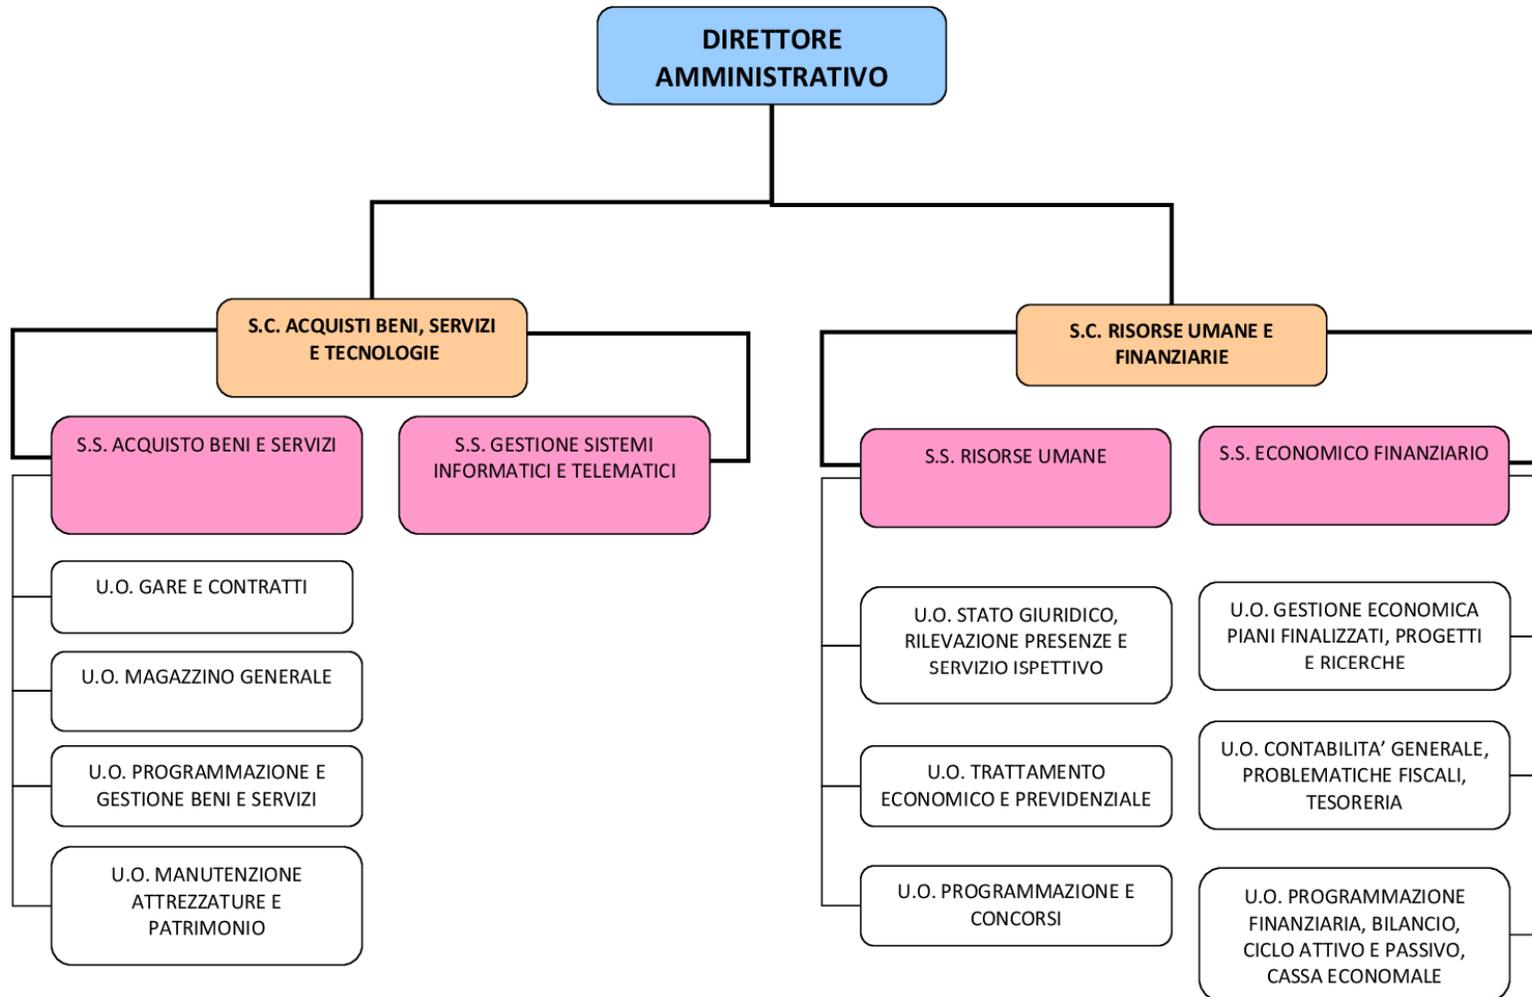 DIRETTORE
AMMINISTRATIVO
S.C. ACQUISTI BENI, SERVIZI
E TECNOLOGIE
S.S. ACQUISTO BENI E SERVIZI
S.S. GESTIONE SISTEMI
INFORMATICI E TELEMATICI
U.O. GARE E CONTRATTI
U.O. MAGAZZINO GENERALE
U.O. PROGRAMMAZIONE E
GESTIONE BENI E SERVIZI
U.O. MANUTENZIONE
ATTREZZATURE E
PATRIMONIO
S.C. RISORSE UMANE E
FINANZIARIE
S.S. RISORSE UMANE
U.O. STATO GIURIDICO,
RILEVAZIONE PRESENZE E
SERVIZIO ISPETTIVO
U.O. TRATTAMENTO
ECONOMICO E PREVIDENZIALE
U.O. PROGRAMMAZIONE E
CONCORSI
S.S. ECONOMICO FINANZIARIO
U.O. GESTIONE ECONOMICA
PIANI FINALIZZATI, PROGETTI
E RICERCHE
U.O. CONTABILITA’ GENERALE,
PROBLEMATICHE FISCALI,
TESORERIA
U.O. PROGRAMMAZIONE
FINANZIARIA, BILANCIO,
CICLO ATTIVO E PASSIVO,
CASSA ECONOMALE